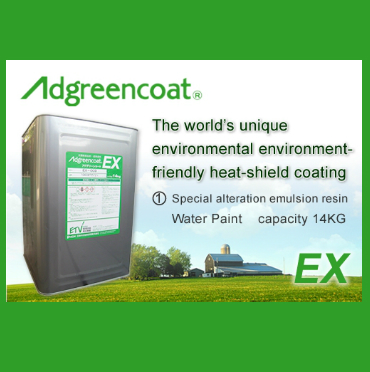 Adgreencoat®
The world's unique
environmental environment-
friendly heat-shield coating
① Special alteration emulsion resin
Water Paint capacity 14KG
Adgreencoat EX
ETV
EX